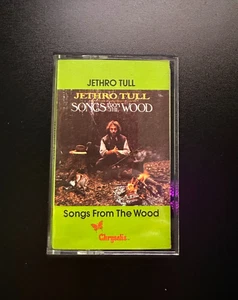 JETHRO TULL
JETHRO TULL
SONGS FROM THE WOOD
Songs From The Wood
Chrysalis